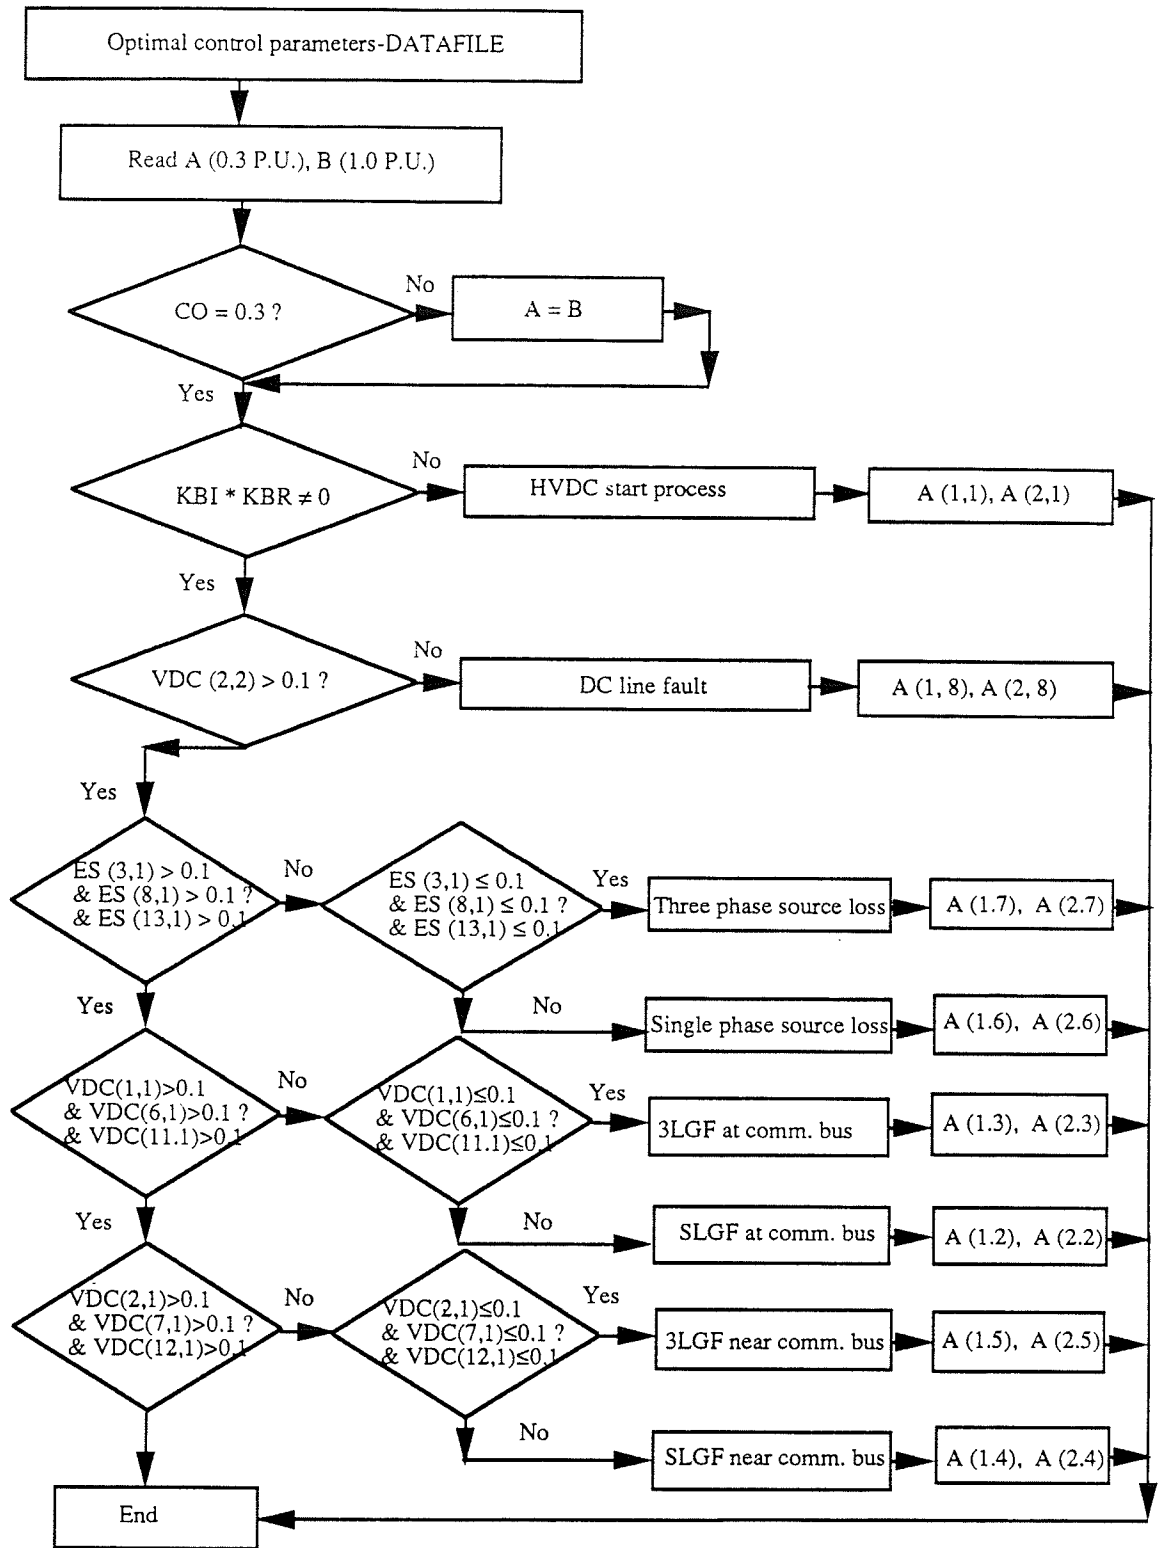 Optimal control parameters-DATAFILE
Read A (0.3 P.U.), B (1.0 P.U.)
CO = 0.3 ?
No
A = B
Yes
KBI * KBR ≠ 0
No
HVDC start process
A (1,1), A (2,1)
Yes
VDC (2,2) > 0.1 ?
No
DC line fault
A (1, 8), A (2, 8)
Yes
ES (3,1) > 0.1
& ES (8,1) > 0.1 ?
& ES (13,1) > 0.1
No
ES (3,1) ≤ 0.1
& ES (8,1) ≤ 0.1 ?
& ES (13,1) ≤ 0.1
Yes
Three phase source loss
A (1.7), A (2.7)
Yes
No
Single phase source loss
A (1.6), A (2.6)
VDC(1,1)>0.1
& VDC(6,1)>0.1 ?
& VDC(11.1)>0.1
No
VDC(1,1)≤0.1
& VDC(6,1)≤0.1 ?
& VDC(11.1)≤0.1
Yes
3LGF at comm. bus
A (1.3), A (2.3)
Yes
No
SLGF at comm. bus
A (1.2), A (2.2)
VDC(2,1)>0.1
& VDC(7,1)>0.1 ?
& VDC(12,1)>0.1
No
VDC(2,1)≤0.1
& VDC(7,1)≤0.1 ?
& VDC(12,1)≤0.1
Yes
3LGF near comm. bus
A (1.5), A (2.5)
No
SLGF near comm. bus
A (1.4), A (2.4)
End